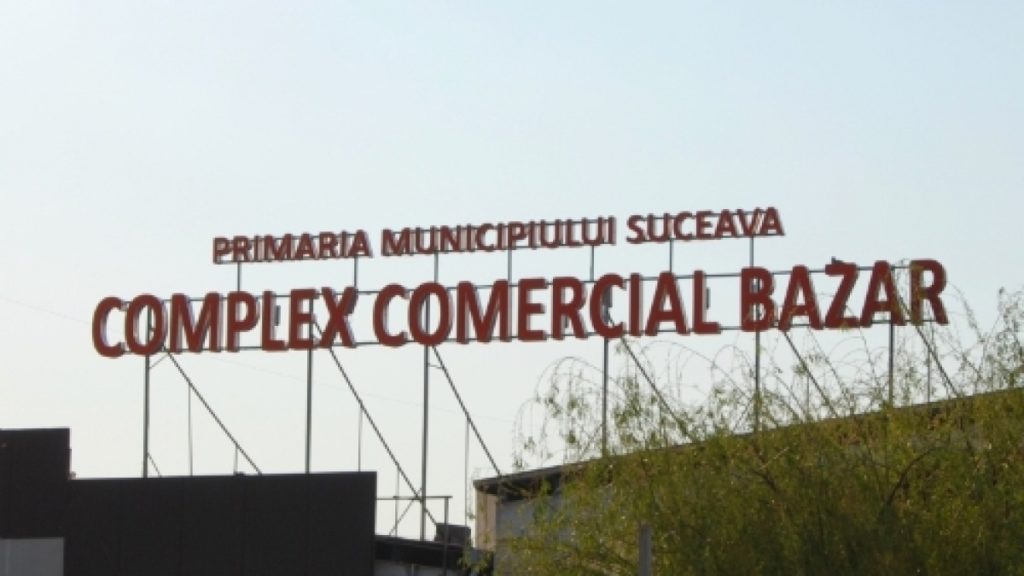 PRIMARIA MUNICIPIULUI SUCEAVA
COMPLEX COMERCIAL BAZAR